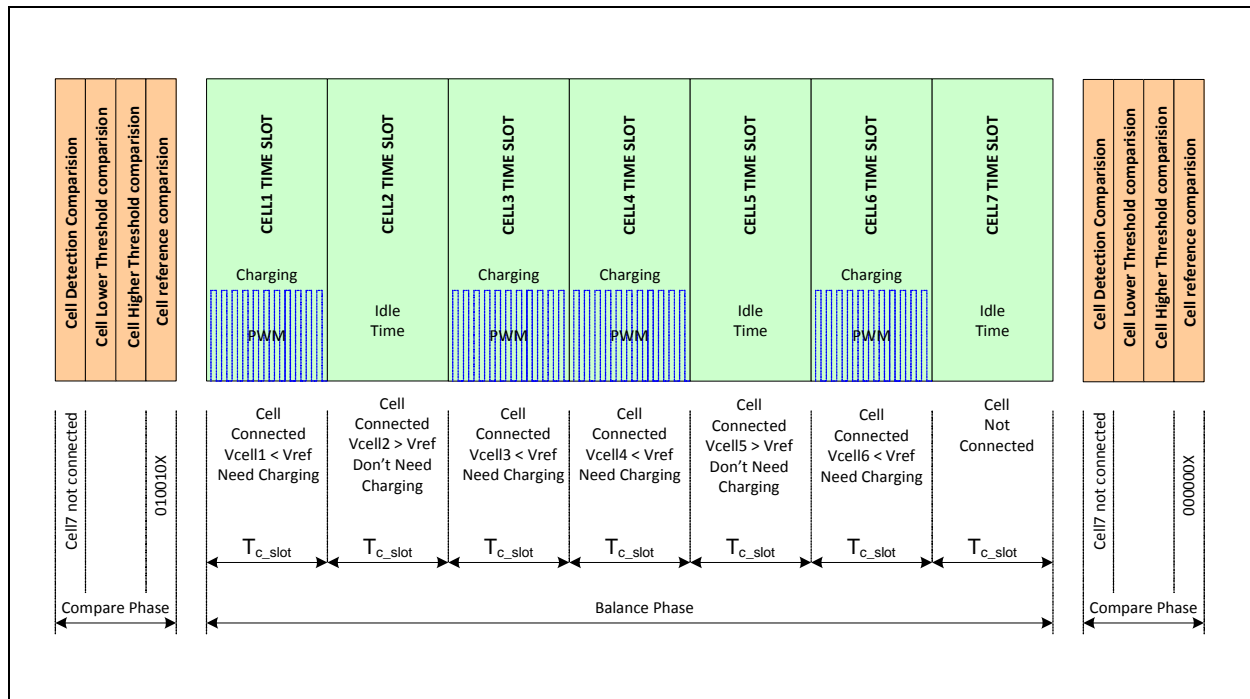 Cell Detection Comparision
Cell Lower Threshold comparision
Cell Higher Threshold comparision
Cell reference comparision
CELL1 TIME SLOT
CELL2 TIME SLOT
CELL3 TIME SLOT
CELL4 TIME SLOT
CELL5 TIME SLOT
CELL6 TIME SLOT
CELL7 TIME SLOT
Cell Detection Comparision
Cell Lower Threshold comparision
Cell Higher Threshold comparision
Cell reference comparision
Charging
PWM
Idle
Time
Charging
PWM
Charging
PWM
Idle
Time
Charging
PWM
Idle
Time
Cell7 not connected
010010X
Cell
Connected
Vcell1 < Vref
Need Charging
Cell
Connected
Vcell2 > Vref
Don't Need
Charging
Cell
Connected
Vcell3 < Vref
Need Charging
Cell
Connected
Vcell4 < Vref
Need Charging
Cell
Connected
Vcell5 > Vref
Don't Need
Charging
Cell
Connected
Vcell6 < Vref
Need Charging
Cell
Not
Connected
Cell7 not connected
000000X
Tc_slot
Tc_slot
Tc_slot
Tc_slot
Tc_slot
Tc_slot
Tc_slot
Compare Phase
Balance Phase
Compare Phase